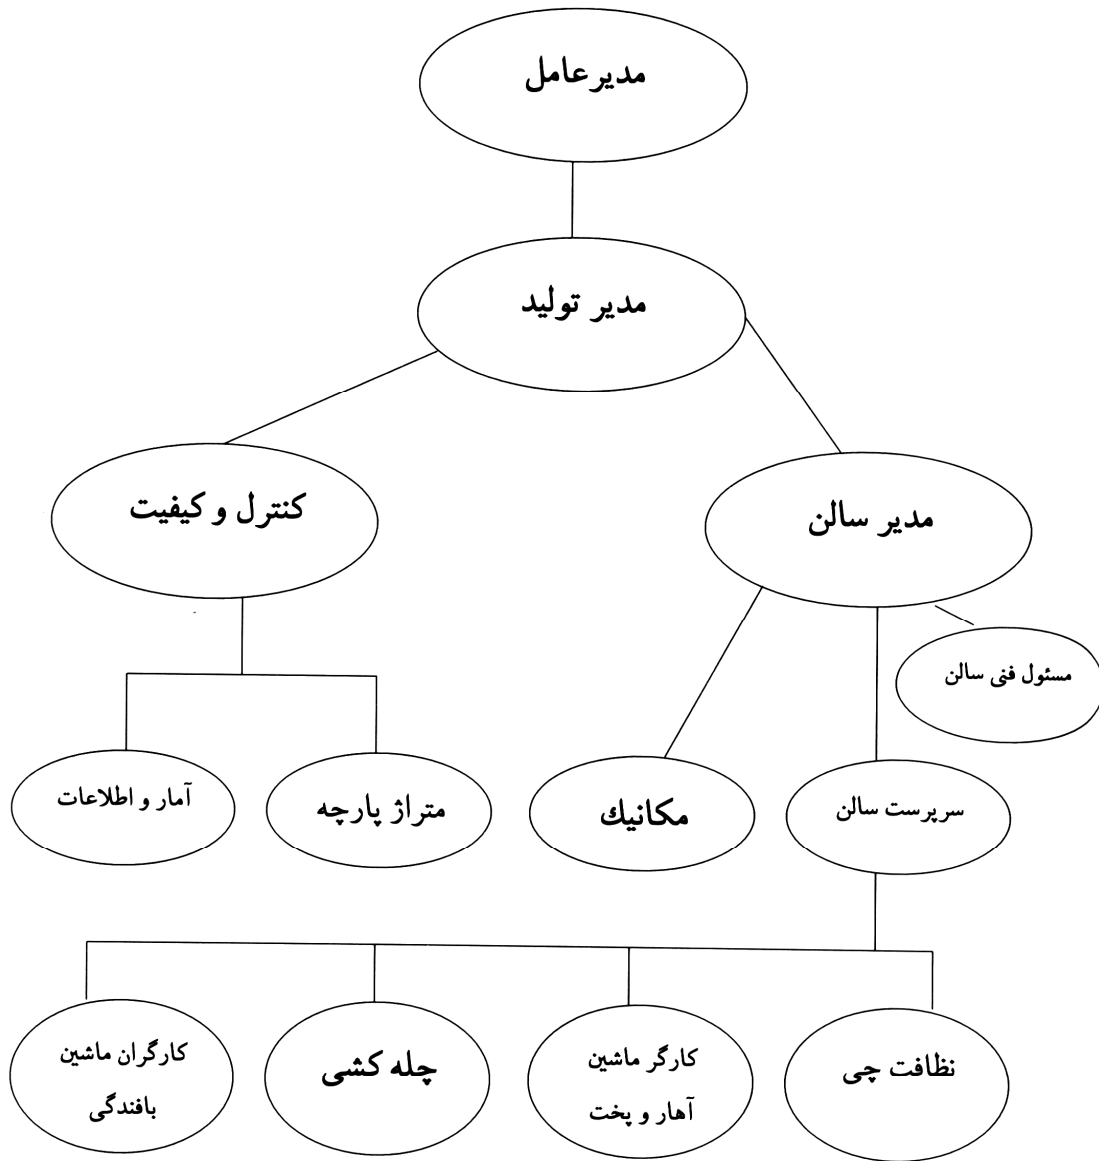 مدیرعامل
مدیر تولید
کنترل و کیفیت
مدیر سالن
مسئول فنی سالن
آمار و اطلاعات
متراژ پارچه
مکانیك
سرپرست سالن
کارگران ماشین
بافندگی
چله کشی
کارگر ماشین
آهار و پخت
نظافت چی